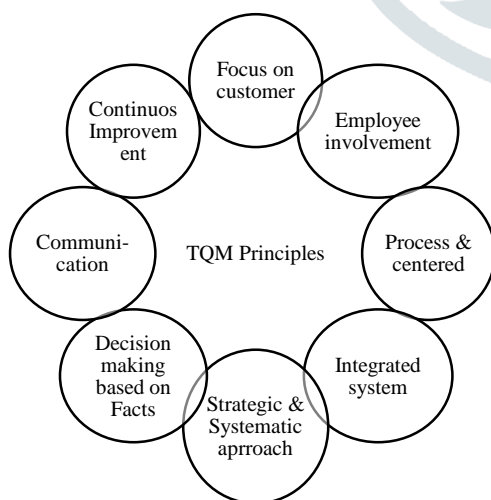 Focus on
customer
Employee
involvement
Process &
centered
Integrated
system
Strategic &
Systematic
aprroach
Decision
making
based on
Facts
Communi-
cation
Continuos
Improvem
ent
TQM Principles